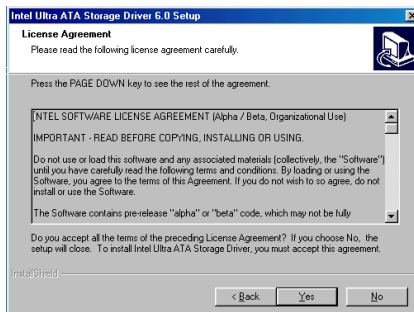 Intel Ultra ATA Storage Driver 6.0 Setup
License Agreement
Please read the following license agreement carefully.
Press the PAGE DOWN key to see the rest of the agreement.
INTEL SOFTWARE LICENSE AGREEMENT (Alpha / Beta, Organizational Use)
IMPORTANT - READ BEFORE COPYING, INSTALLING OR USING.
Do not use or load this software and any associated materials (collectively, the "Software")
until you have carefully read the following terms and conditions. By loading or using the
Software, you agree to the terms of this Agreement. If you do not wish to so agree, do not
install or use the Software.
The Software contains pre-release "alpha" or "beta" code, which may not be fully
Do you accept all the terms of the preceding License Agreement? If you choose No, the
setup will close. To install Intel Ultra ATA Storage Driver, you must accept this agreement.
InstallShield
< Back Yes No